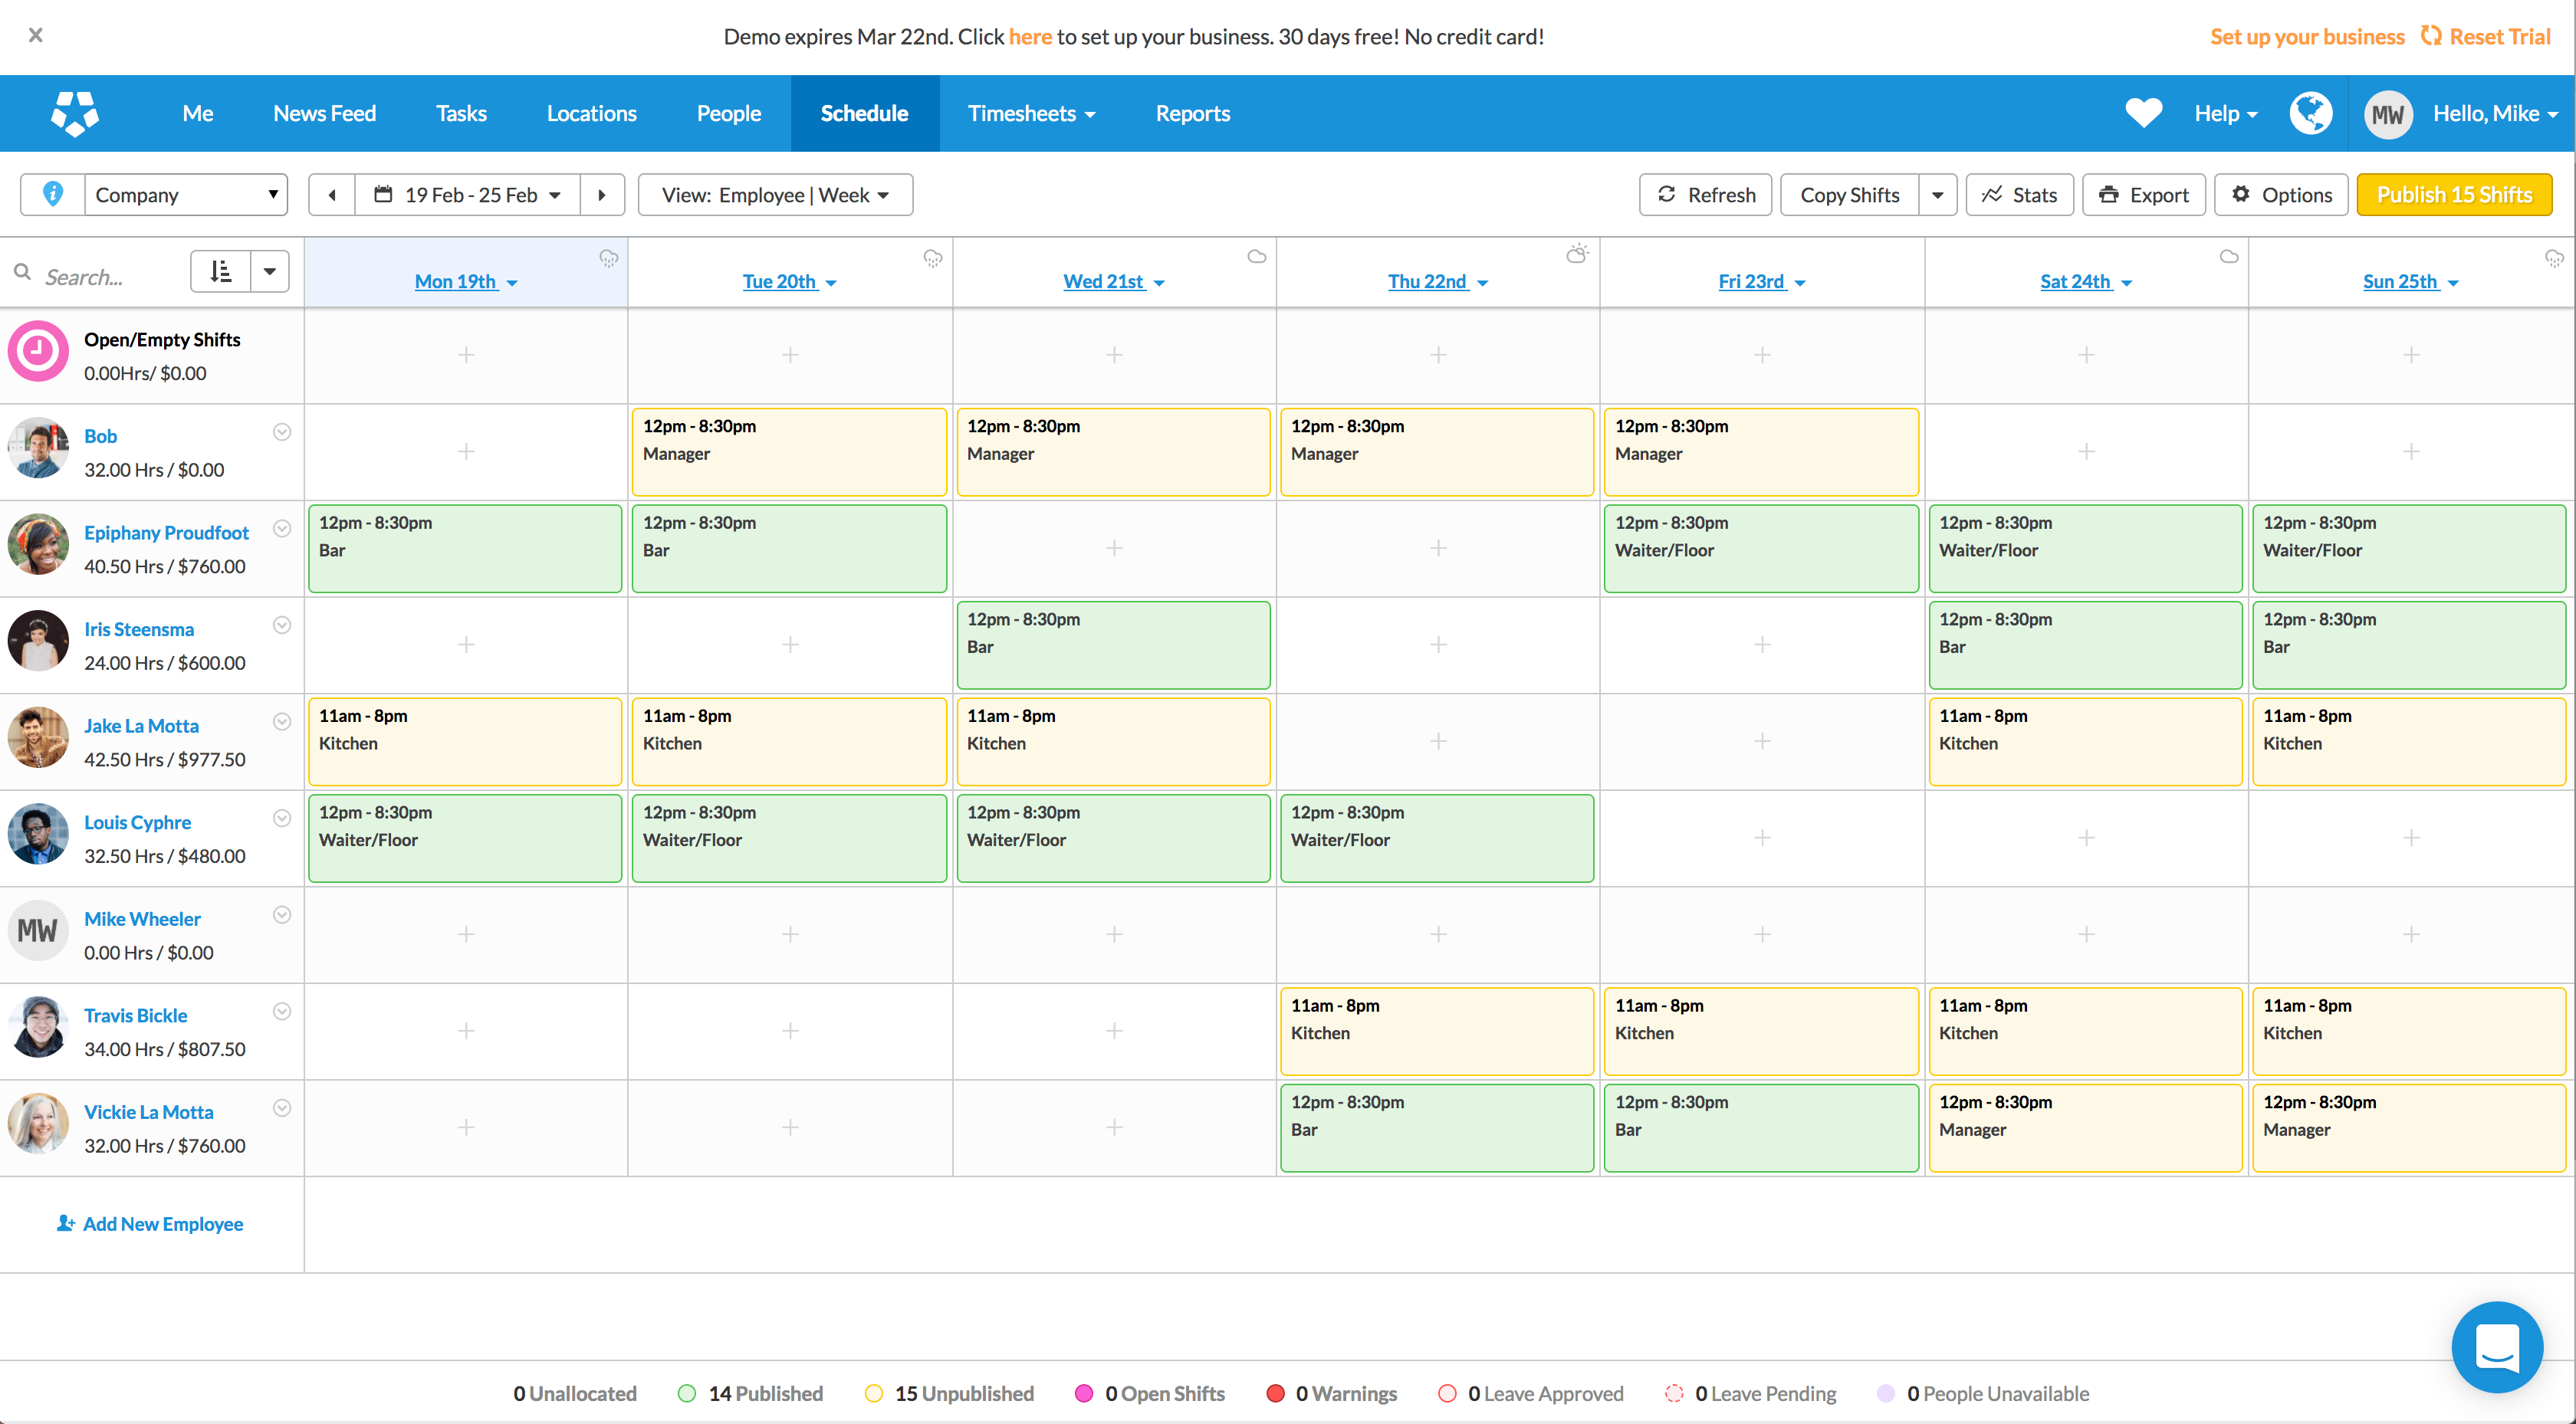 x
Demo expires Mar 22nd. Click here to set up your business. 30 days free! No credit card!
Set up your business Reset Trial
Me News Feed Tasks Locations People Schedule Timesheets Reports Help MW Hello, Mike
Company 19 Feb - 25 Feb View: Employee | Week Refresh Copy Shifts Stats Export Options Publish 15 Shifts
Search... Mon 19th Tue 20th Wed 21st Thu 22nd Fri 23rd Sat 24th Sun 25th
Open/Empty Shifts
0.00Hrs/ $0.00
Bob
32.00 Hrs / $0.00
12pm - 8:30pm
Manager
12pm - 8:30pm
Manager
12pm - 8:30pm
Manager
12pm - 8:30pm
Manager
Epiphany Proudfoot
40.50 Hrs / $760.00
12pm - 8:30pm
Bar
12pm - 8:30pm
Bar
12pm - 8:30pm
Waiter/Floor
12pm - 8:30pm
Waiter/Floor
12pm - 8:30pm
Waiter/Floor
Iris Steensma
24.00 Hrs / $600.00
12pm - 8:30pm
Bar
12pm - 8:30pm
Bar
12pm - 8:30pm
Bar
Jake La Motta
42.50 Hrs / $977.50
11am - 8pm
Kitchen
11am - 8pm
Kitchen
11am - 8pm
Kitchen
11am - 8pm
Kitchen
11am - 8pm
Kitchen
Louis Cyphre
32.50 Hrs / $480.00
12pm - 8:30pm
Waiter/Floor
12pm - 8:30pm
Waiter/Floor
12pm - 8:30pm
Waiter/Floor
12pm - 8:30pm
Waiter/Floor
MW
Mike Wheeler
0.00 Hrs / $0.00
Travis Bickle
34.00 Hrs / $807.50
11am - 8pm
Kitchen
11am - 8pm
Kitchen
11am - 8pm
Kitchen
11am - 8pm
Kitchen
Vickie La Motta
32.00 Hrs / $760.00
12pm - 8:30pm
Bar
12pm - 8:30pm
Bar
12pm - 8:30pm
Manager
12pm - 8:30pm
Manager
Add New Employee
0 Unallocated 14 Published 15 Unpublished 0 Open Shifts 0 Warnings 0 Leave Approved 0 Leave Pending 0 People Unavailable